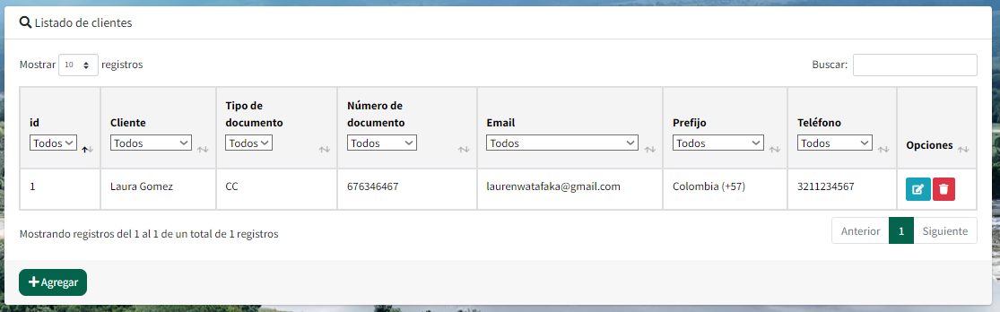 Listado de clientes
Mostrar 10 registros
Buscar:
id
Cliente
Tipo de documento
Número de documento
Email
Prefijo
Teléfono
Opciones
Todos
Todos
Todos
Todos
Todos
Todos
Todos
1
Laura Gomez
CC
676346467
laurenwatafaka@gmail.com
Colombia (+57)
3211234567
Mostrando registros del 1 al 1 de un total de 1 registros
Anterior 1 Siguiente
Agregar